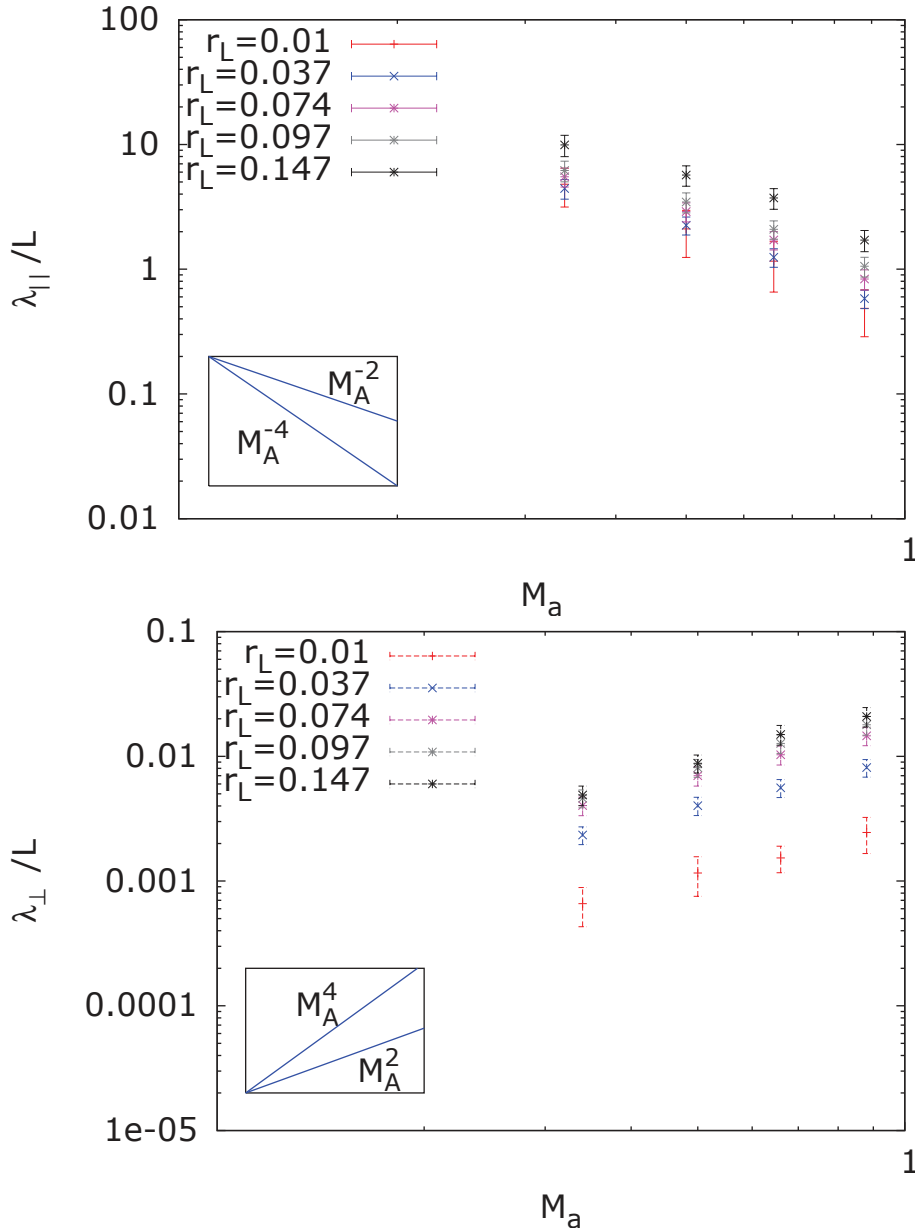 100
10
1
0.1
0.01
λ|| /L
r_L=0.01
r_L=0.037
r_L=0.074
r_L=0.097
r_L=0.147
M_A^-2
M_A^-4
1
M_a
0.1
0.01
0.001
0.0001
1e-05
λ⊥ /L
r_L=0.01
r_L=0.037
r_L=0.074
r_L=0.097
r_L=0.147
M_A^4
M_A^2
1
M_a